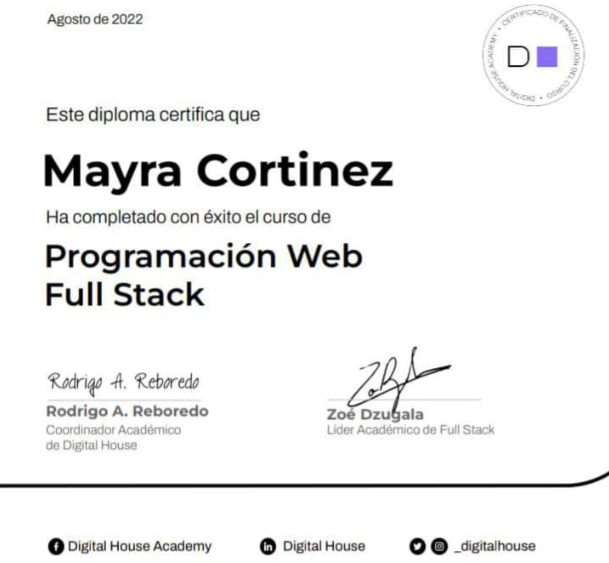 Agosto de 2022
CERTIFICADO DE FINALIZACIÓN DEL CURSO • DIGITAL HOUSE ACADEMY •
D
Este diploma certifica que
Mayra Cortinez
Ha completado con éxito el curso de
Programación Web
Full Stack
Rodrigo A. Reboredo
Rodrigo A. Reboredo
Coordinador Académico
de Digital House
Zoé Dzugala
Líder Académico de Full Stack
Digital House Academy
Digital House
_digitalhouse